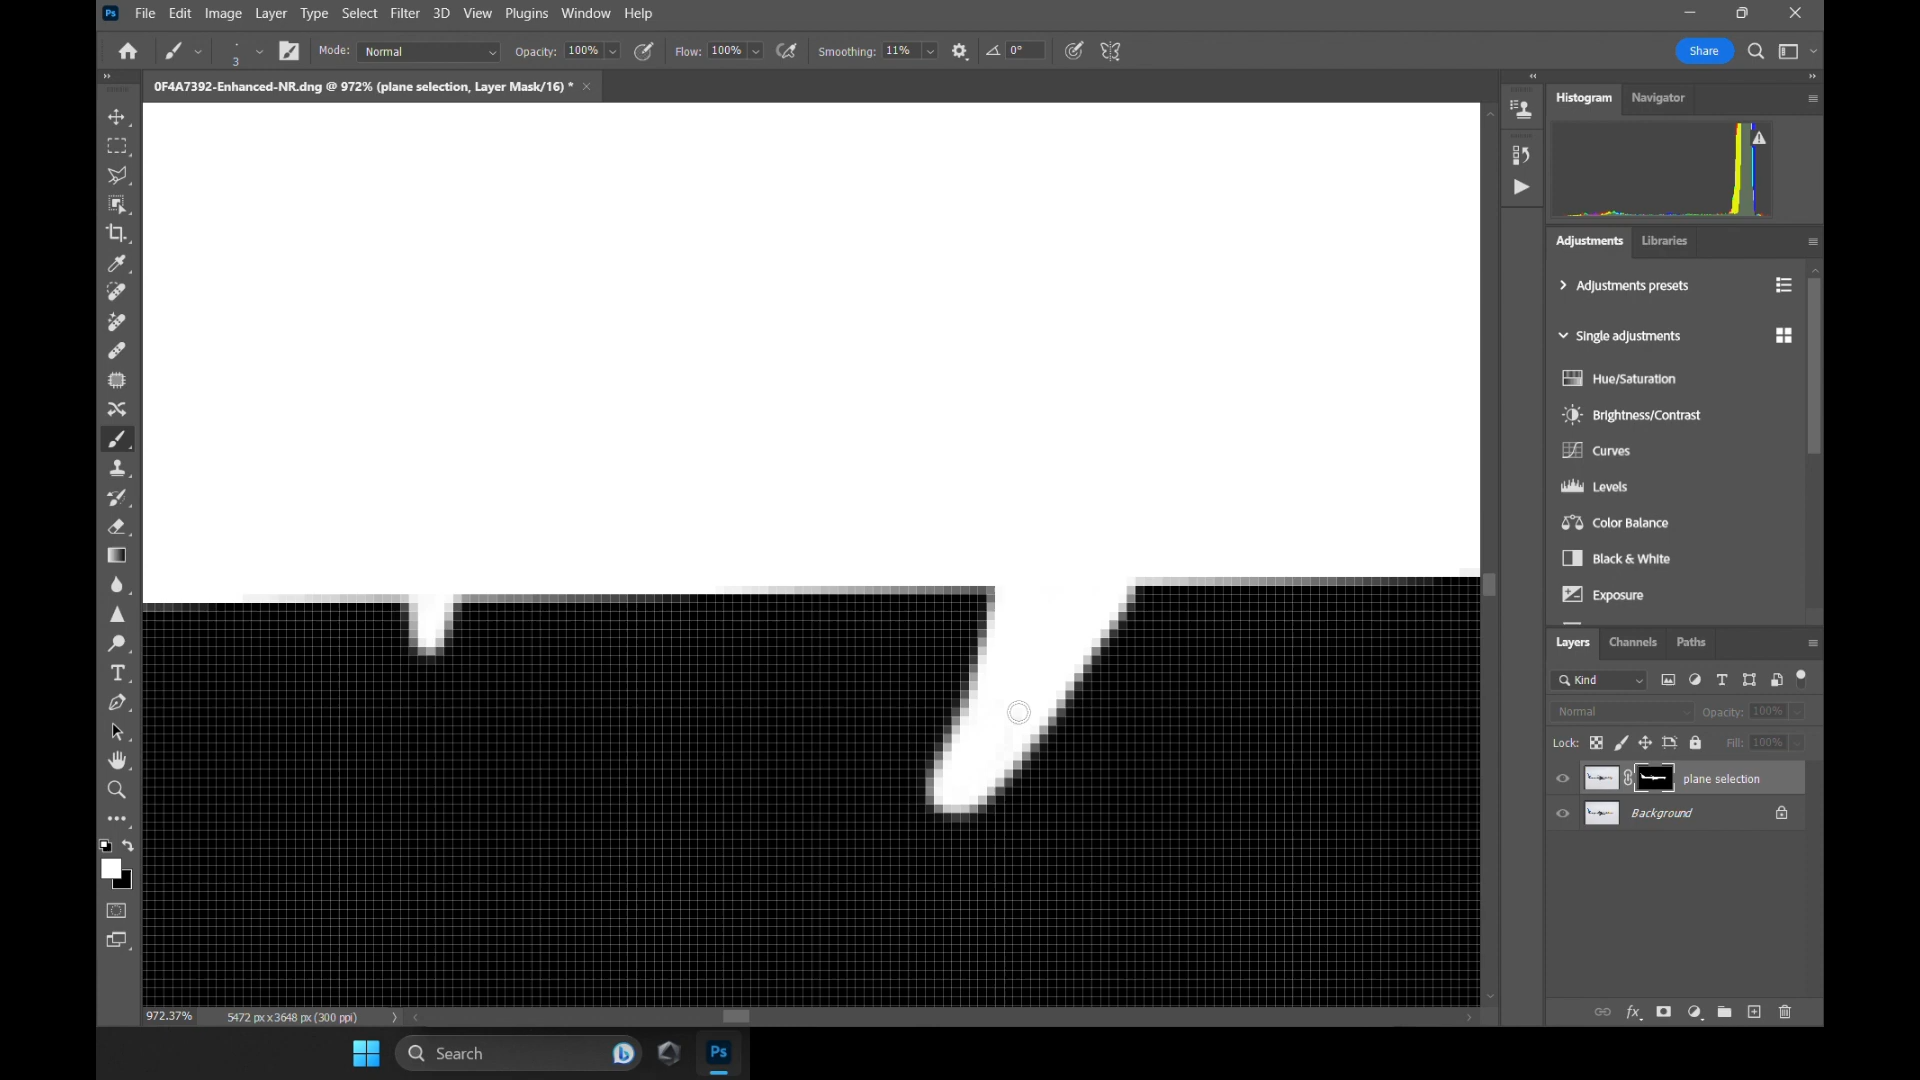 Ps File Edit Image Layer Type Select Filter 3D View Plugins Window Help
3 Mode: Normal Opacity: 100% Flow: 100% Smoothing: 11% 0° Share
0F4A7392-Enhanced-NR.dng @ 972% (plane selection, Layer Mask/16) *
Histogram Navigator
Adjustments Libraries
Adjustments presets
Single adjustments
Hue/Saturation
Brightness/Contrast
Curves
Levels
Color Balance
Black & White
Exposure
Layers Channels Paths
Kind
Normal Opacity: 100%
Lock: Fill: 100%
plane selection
Background
972.37% 5472 px x 3648 px (300 ppi)
Search Ps